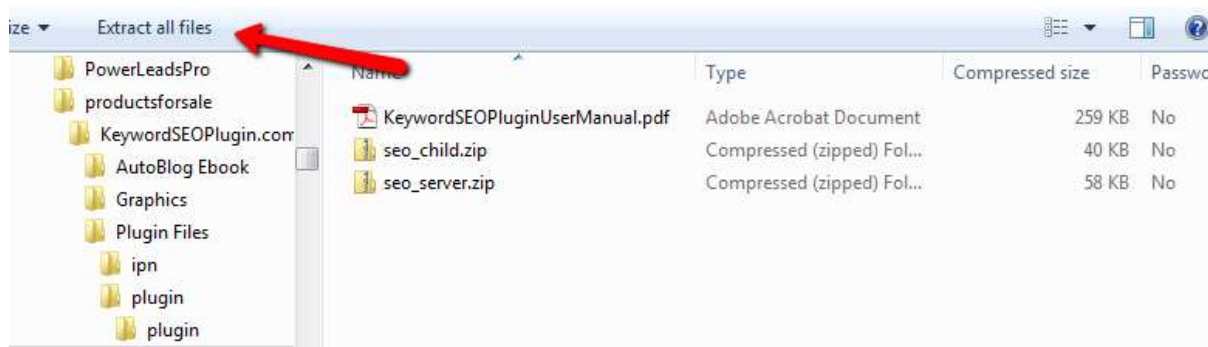 ize Extract all files
PowerLeadsPro
productsforsale
KeywordSEOPlugin.com
AutoBlog Ebook
Graphics
Plugin Files
ipn
plugin
plugin
Name Type Compressed size Passwo
KeywordSEOPluginUserManual.pdf Adobe Acrobat Document 259 KB No
seo_child.zip Compressed (zipped) Fol... 40 KB No
seo_server.zip Compressed (zipped) Fol... 58 KB No